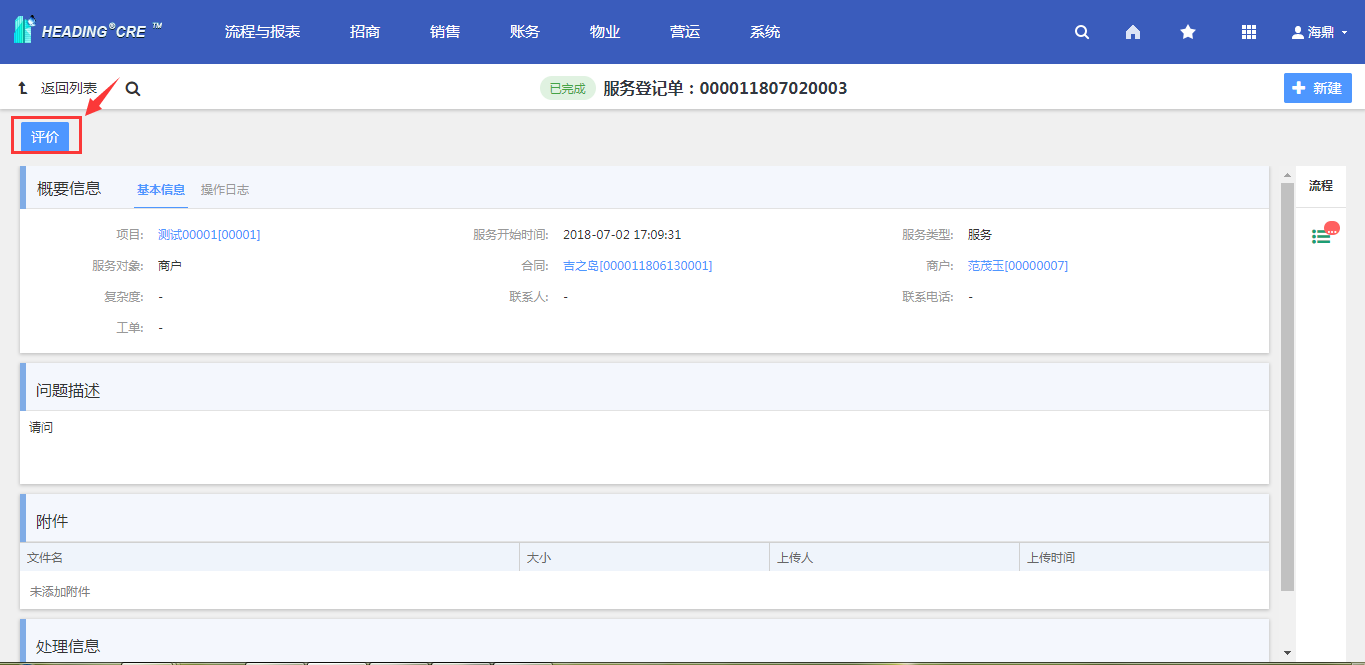 HEADING®CRE ™ 流程与报表 招商 销售 账务 物业 营运 系统 海鼎
返回列表 已完成 服务登记单：000011807020003 新建
评价
概要信息 基本信息 操作日志 流程
项目: 测试00001[00001] 服务开始时间: 2018-07-02 17:09:31 服务类型: 服务
服务对象: 商户 合同: 吉之岛[000011806130001] 商户: 范茂玉[00000007]
复杂度: - 联系人: - 联系电话: -
工单: -
问题描述
请问
附件
文件名 大小 上传人 上传时间
未添加附件
处理信息